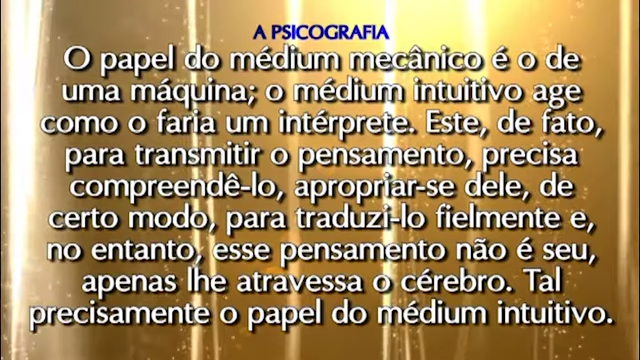 A PSICOGRAFIA
O papel do médium mecânico é o de
uma máquina; o médium intuitivo age
como o faria um intérprete. Este, de fato,
para transmitir o pensamento, precisa
compreendê-lo, apropriar-se dele, de
certo modo, para traduzi-lo fielmente e,
no entanto, esse pensamento não é seu,
apenas lhe atravessa o cérebro. Tal
precisamente o papel do médium intuitivo.